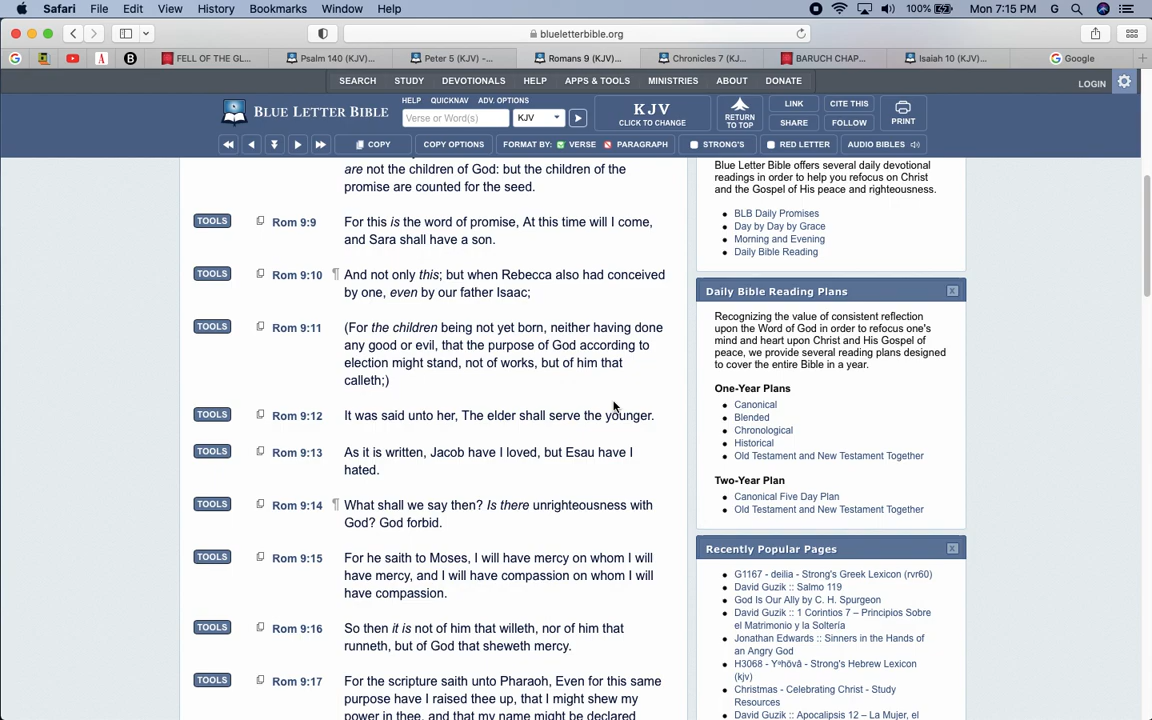 Safari File Edit View History Bookmarks Window Help 100% Mon 7:15 PM G
blueletterbible.org
G A B FELL OF THE GL... Psalm 140 (KJV)... Peter 5 (KJV) -... Romans 9 (KJV)... Chronicles 7 (KJ... BARUCH CHAP... Isaiah 10 (KJV)... Google
SEARCH STUDY DEVOTIONALS HELP APPS & TOOLS MINISTRIES ABOUT DONATE LOGIN
BLUE LETTER BIBLE
HELP QUICKNAV ADV. OPTIONS
Verse or Word(s) KJV
KJV
CLICK TO CHANGE
RETURN
TO TOP
LINK CITE THIS
SHARE FOLLOW
PRINT
COPY COPY OPTIONS FORMAT BY: VERSE PARAGRAPH STRONG'S RED LETTER AUDIO BIBLES
are not the children of God: but the children of the
promise are counted for the seed.
TOOLS Rom 9:9 For this is the word of promise, At this time will I come,
and Sara shall have a son.
TOOLS Rom 9:10 ¶ And not only this; but when Rebecca also had conceived
by one, even by our father Isaac;
TOOLS Rom 9:11 (For the children being not yet born, neither having done
any good or evil, that the purpose of God according to
election might stand, not of works, but of him that
calleth;)
TOOLS Rom 9:12 It was said unto her, The elder shall serve the younger.
TOOLS Rom 9:13 As it is written, Jacob have I loved, but Esau have I
hated.
TOOLS Rom 9:14 ¶ What shall we say then? Is there unrighteousness with
God? God forbid.
TOOLS Rom 9:15 For he saith to Moses, I will have mercy on whom I will
have mercy, and I will have compassion on whom I will
have compassion.
TOOLS Rom 9:16 So then it is not of him that willeth, nor of him that
runneth, but of God that sheweth mercy.
TOOLS Rom 9:17 For the scripture saith unto Pharaoh, Even for this same
purpose have I raised thee up, that I might shew my
power in thee, and that my name might be declared
Blue Letter Bible offers several daily devotional
readings in order to help you refocus on Christ
and the Gospel of His peace and righteousness.
BLB Daily Promises
Day by Day by Grace
Morning and Evening
Daily Bible Reading
Daily Bible Reading Plans X
Recognizing the value of consistent reflection
upon the Word of God in order to refocus one's
mind and heart upon Christ and His Gospel of
peace, we provide several reading plans designed
to cover the entire Bible in a year.
One-Year Plans
Canonical
Blended
Chronological
Historical
Old Testament and New Testament Together
Two-Year Plan
Canonical Five Day Plan
Old Testament and New Testament Together
Recently Popular Pages X
G1167 - deilia - Strong's Greek Lexicon (rvr60)
David Guzik :: Salmo 119
God Is Our Ally by C. H. Spurgeon
David Guzik :: 1 Corintios 7 – Principios Sobre
el Matrimonio y la Soltería
Jonathan Edwards :: Sinners in the Hands of
an Angry God
H3068 - Yᵊhōvâ - Strong's Hebrew Lexicon
(kjv)
Christmas - Celebrating Christ - Study
Resources
David Guzik :: Apocalipsis 12 – La Mujer, el